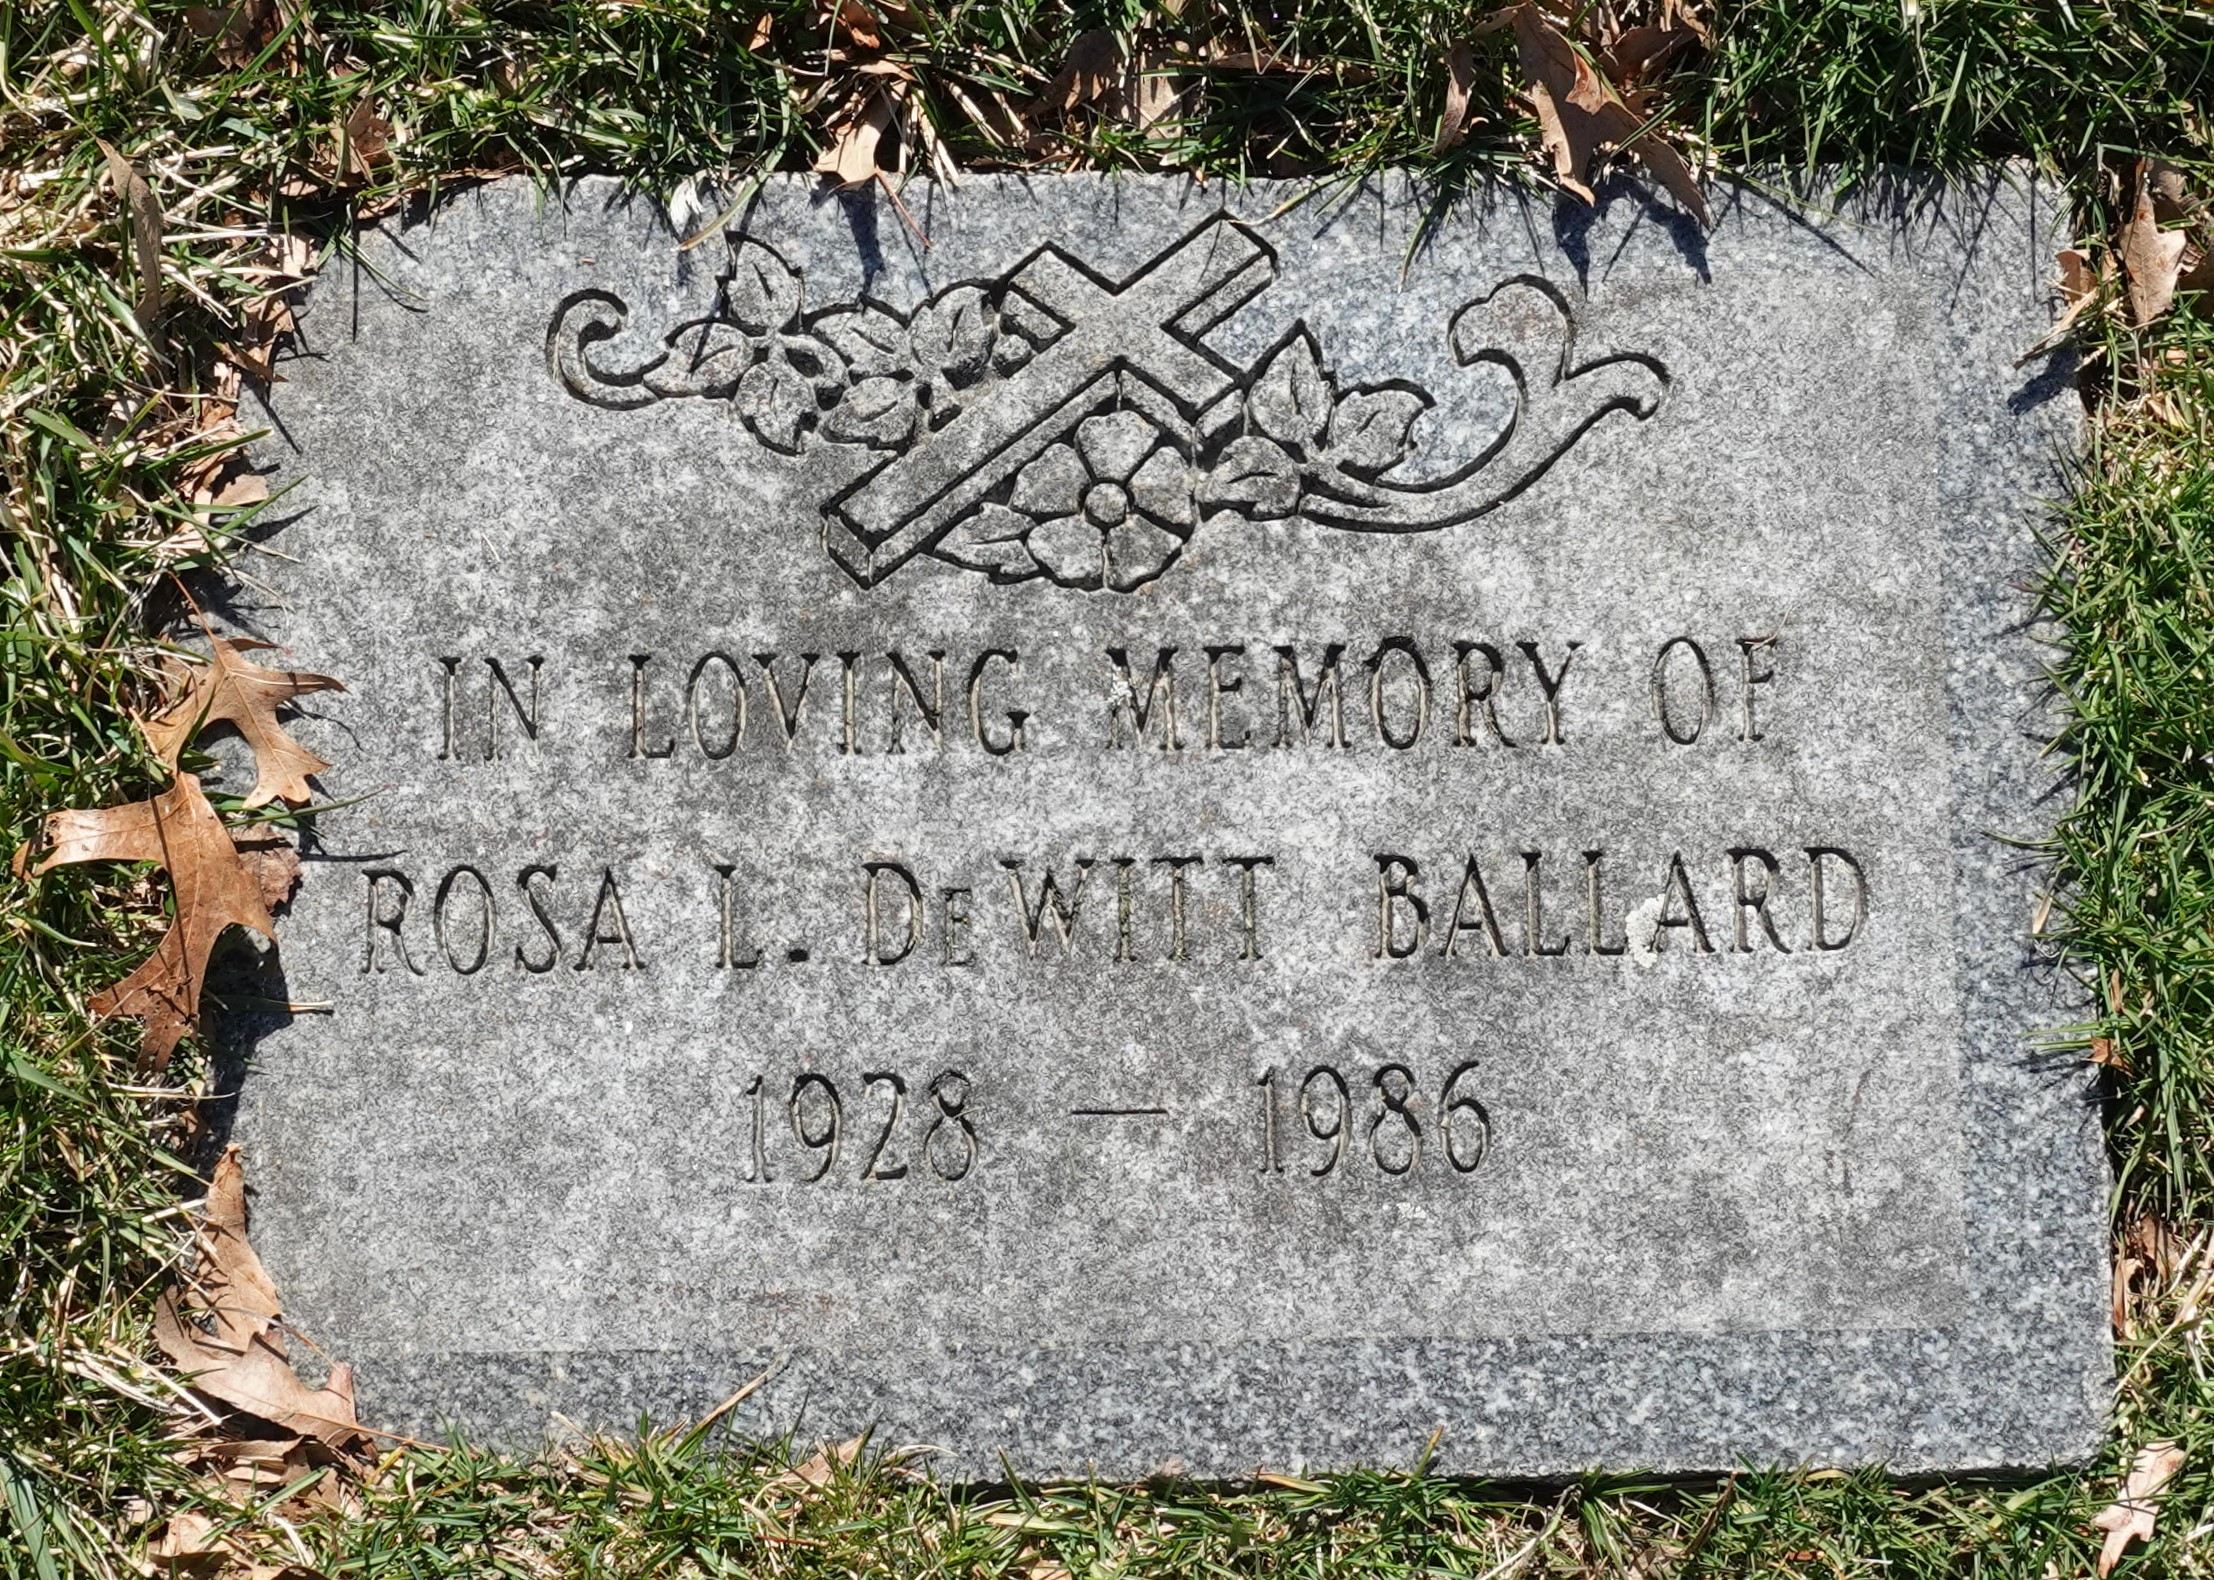 IN LOVING MEMORY OF
ROSA L. DeWITT BALLARD
1928 — 1986